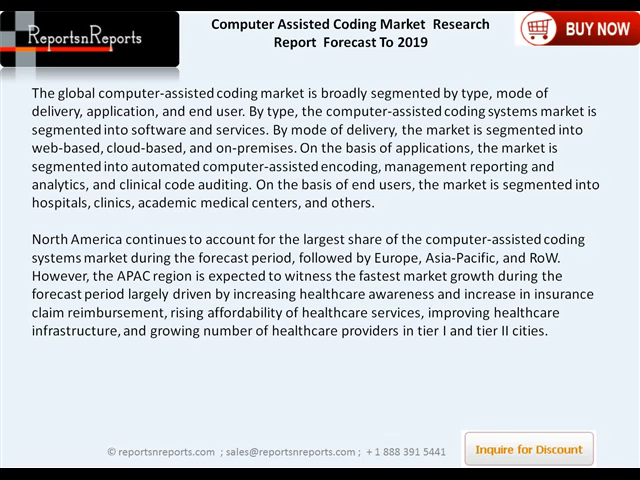 ReportsnReports
Computer Assisted Coding Market Research
Report Forecast To 2019
BUY NOW
The global computer-assisted coding market is broadly segmented by type, mode of
delivery, application, and end user. By type, the computer-assisted coding systems market is
segmented into software and services. By mode of delivery, the market is segmented into
web-based, cloud-based, and on-premises. On the basis of applications, the market is
segmented into automated computer-assisted encoding, management reporting and
analytics, and clinical code auditing. On the basis of end users, the market is segmented into
hospitals, clinics, academic medical centers, and others.
North America continues to account for the largest share of the computer-assisted coding
systems market during the forecast period, followed by Europe, Asia-Pacific, and RoW.
However, the APAC region is expected to witness the fastest market growth during the
forecast period largely driven by increasing healthcare awareness and increase in insurance
claim reimbursement, rising affordability of healthcare services, improving healthcare
infrastructure, and growing number of healthcare providers in tier I and tier II cities.
© reportsnreports.com ; sales@reportsnreports.com ; + 1 888 391 5441
Inquire for Discount